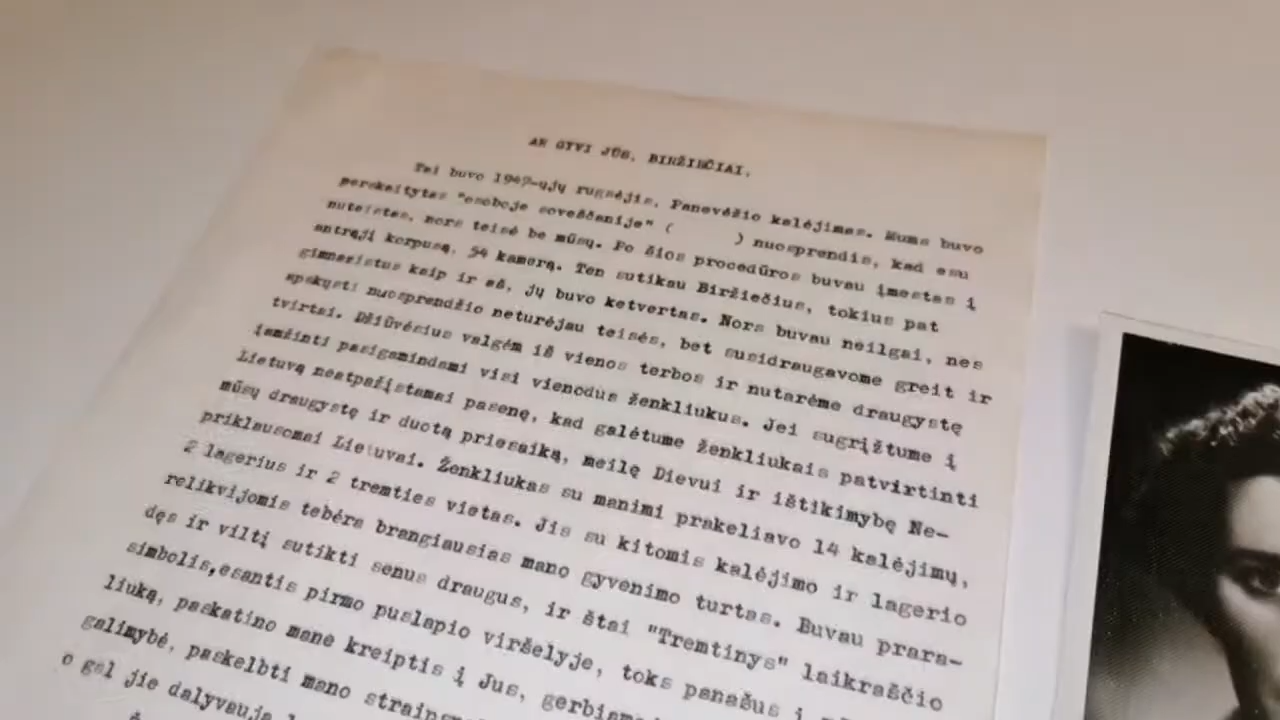 AR GYVI JŪS, BIRŽIEČIAI,
Tai buvo 1947-ųjų rugsėjis, Panevėžio kalėjimas. Mums buvo
perskaitytas "osoboje soveščanije" ( ) nuosprendis, kad esu
nuteistas, nors teisė be mūsų. Po šios procedūros buvau įmestas į
antrąjį korpusą, 54 kamerą. Ten sutikau Biržiečius, tokius pat
gimnazistus kaip ir aš, jų buvo ketvertas. Nors buvau neilgai, nes
apskųsti nuosprendžio neturėjau teisės, bet susidraugavome greit ir
tvirtai. Džiūvėsius valgėm iš vienos terbos ir nutarėme draugystę
įamžinti pasigamindami visi vienodus ženkliukus. Jei sugrįžtume į
Lietuvą neatpažįstamai pasenę, kad galėtume ženkliukais patvirtinti
mūsų draugystę ir duotą priesaiką, meilę Dievui ir ištikimybę Ne-
priklausomai Lietuvai. Ženkliukas su manimi prakeliavo 14 kalėjimų,
2 lagerius ir 2 tremties vietas. Jis su kitomis kalėjimo ir lagerio
relikvijomis tebėra brangiausias mano gyvenimo turtas. Buvau prara-
dęs ir viltį sutikti senus draugus, ir štai "Tremtinys" laikraščio
simbolis,esantis pirmo puslapio viršelyje, toks panašus į
liuką, paskatino mane kreiptis į Jus,
galimybė, paskelbti mano
o gal jie dalyvauja